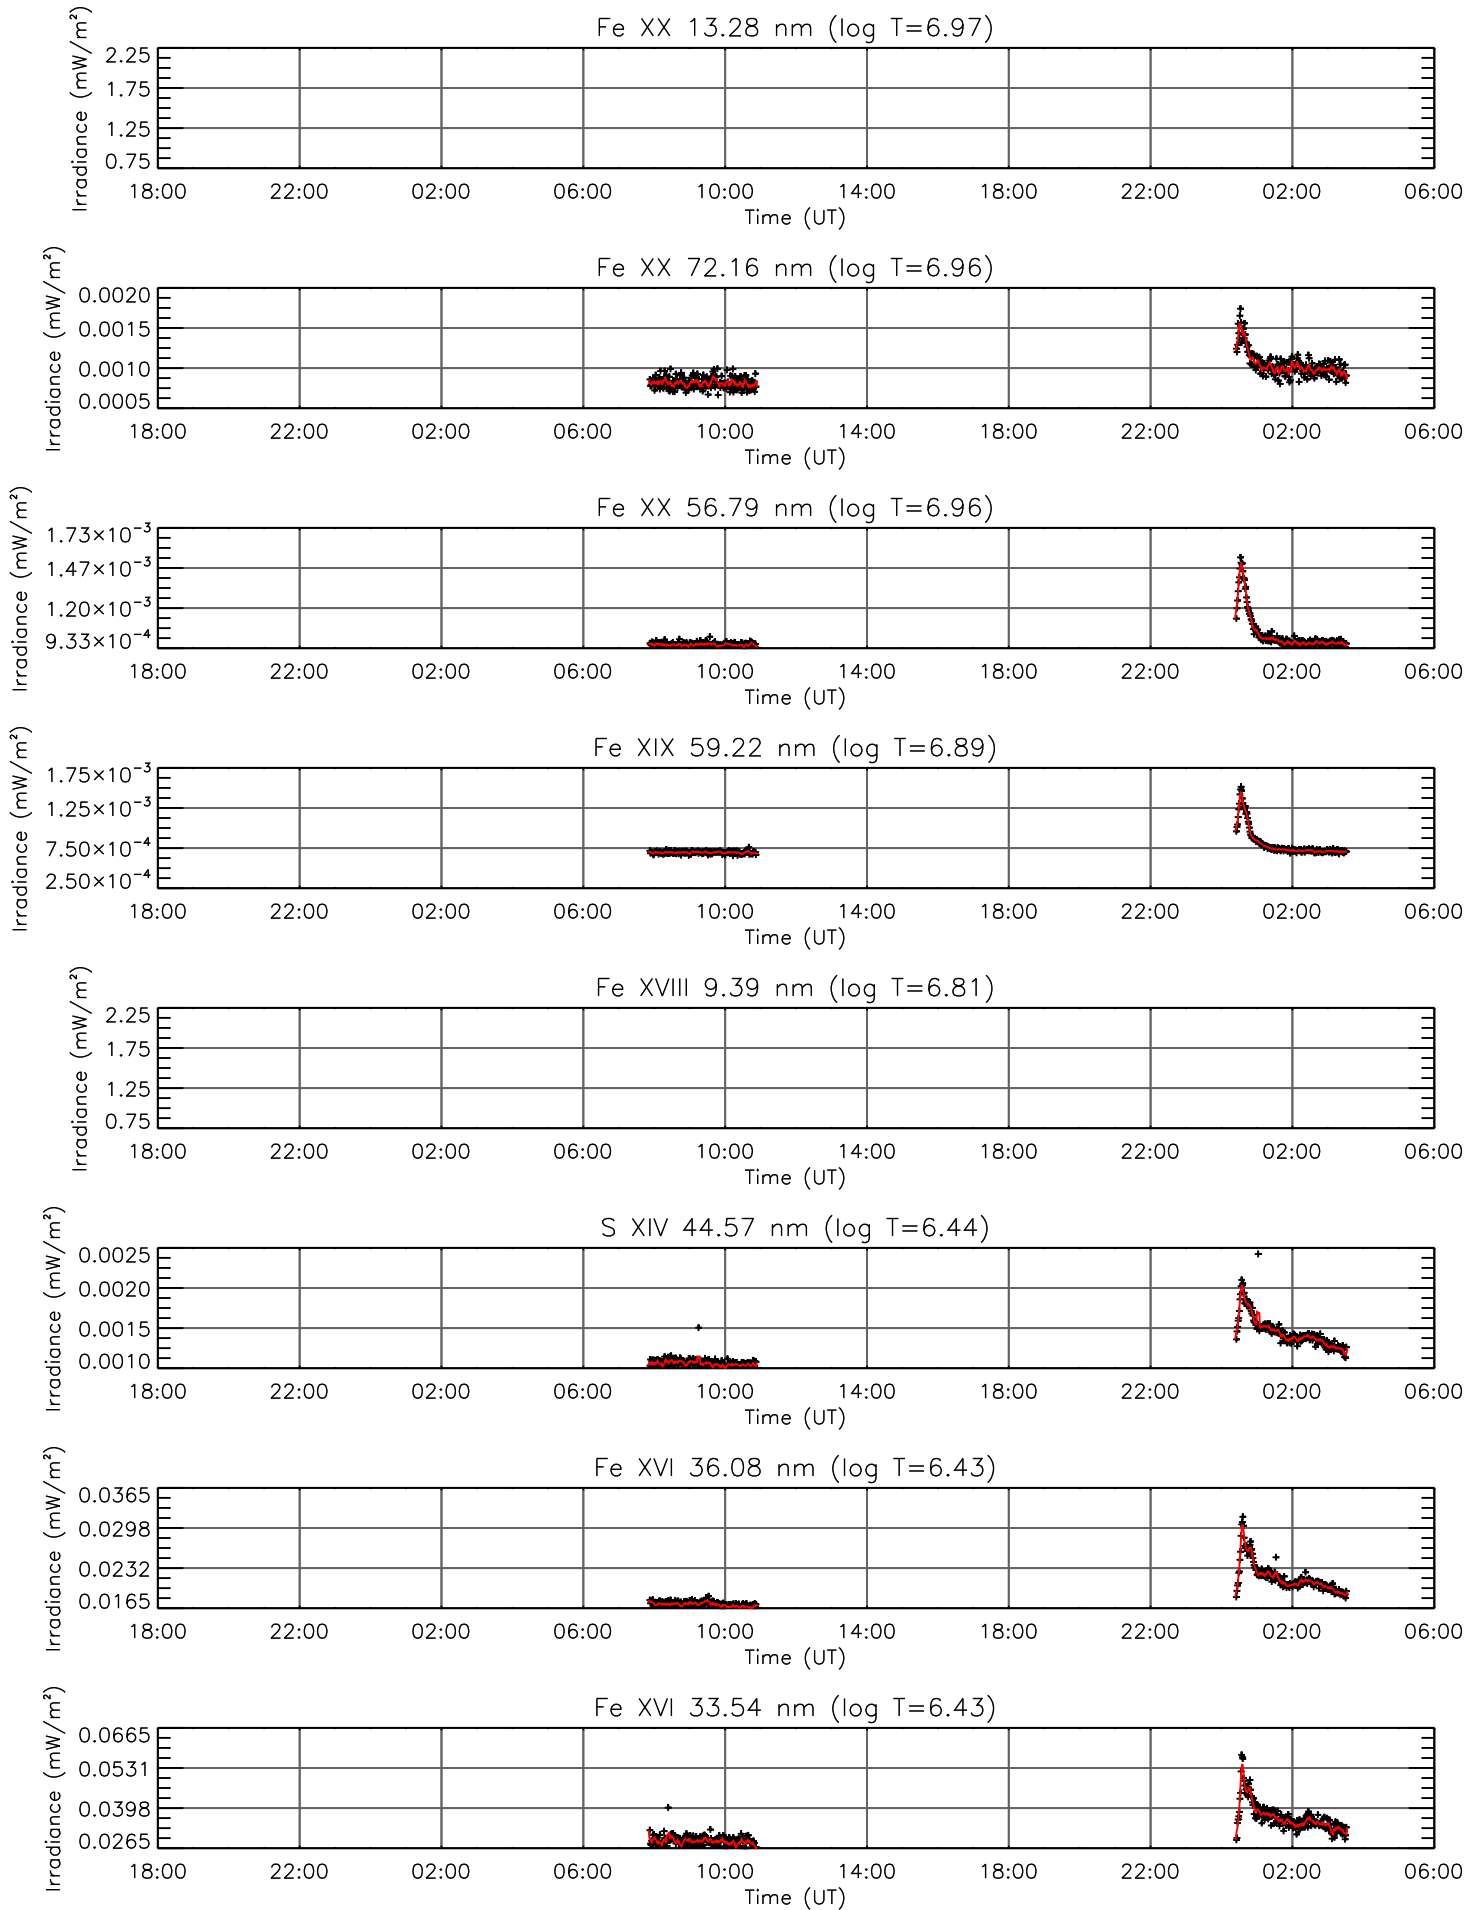 Fe XX 13.28 nm (log T=6.97)
Irradiance (mW/m²)
2.25
1.75
1.25
0.75
18:00 22:00 02:00 06:00 10:00 14:00 18:00 22:00 02:00 06:00
Time (UT)
Fe XX 72.16 nm (log T=6.96)
Irradiance (mW/m²)
0.0020
0.0015
0.0010
0.0005
18:00 22:00 02:00 06:00 10:00 14:00 18:00 22:00 02:00 06:00
Time (UT)
Fe XX 56.79 nm (log T=6.96)
Irradiance (mW/m²)
1.73×10⁻³
1.47×10⁻³
1.20×10⁻³
9.33×10⁻⁴
18:00 22:00 02:00 06:00 10:00 14:00 18:00 22:00 02:00 06:00
Time (UT)
Fe XIX 59.22 nm (log T=6.89)
Irradiance (mW/m²)
1.75×10⁻³
1.25×10⁻³
7.50×10⁻⁴
2.50×10⁻⁴
18:00 22:00 02:00 06:00 10:00 14:00 18:00 22:00 02:00 06:00
Time (UT)
Fe XVIII 9.39 nm (log T=6.81)
Irradiance (mW/m²)
2.25
1.75
1.25
0.75
18:00 22:00 02:00 06:00 10:00 14:00 18:00 22:00 02:00 06:00
Time (UT)
S XIV 44.57 nm (log T=6.44)
Irradiance (mW/m²)
0.0025
0.0020
0.0015
0.0010
18:00 22:00 02:00 06:00 10:00 14:00 18:00 22:00 02:00 06:00
Time (UT)
Fe XVI 36.08 nm (log T=6.43)
Irradiance (mW/m²)
0.0365
0.0298
0.0232
0.0165
18:00 22:00 02:00 06:00 10:00 14:00 18:00 22:00 02:00 06:00
Time (UT)
Fe XVI 33.54 nm (log T=6.43)
Irradiance (mW/m²)
0.0665
0.0531
0.0398
0.0265
18:00 22:00 02:00 06:00 10:00 14:00 18:00 22:00 02:00 06:00
Time (UT)